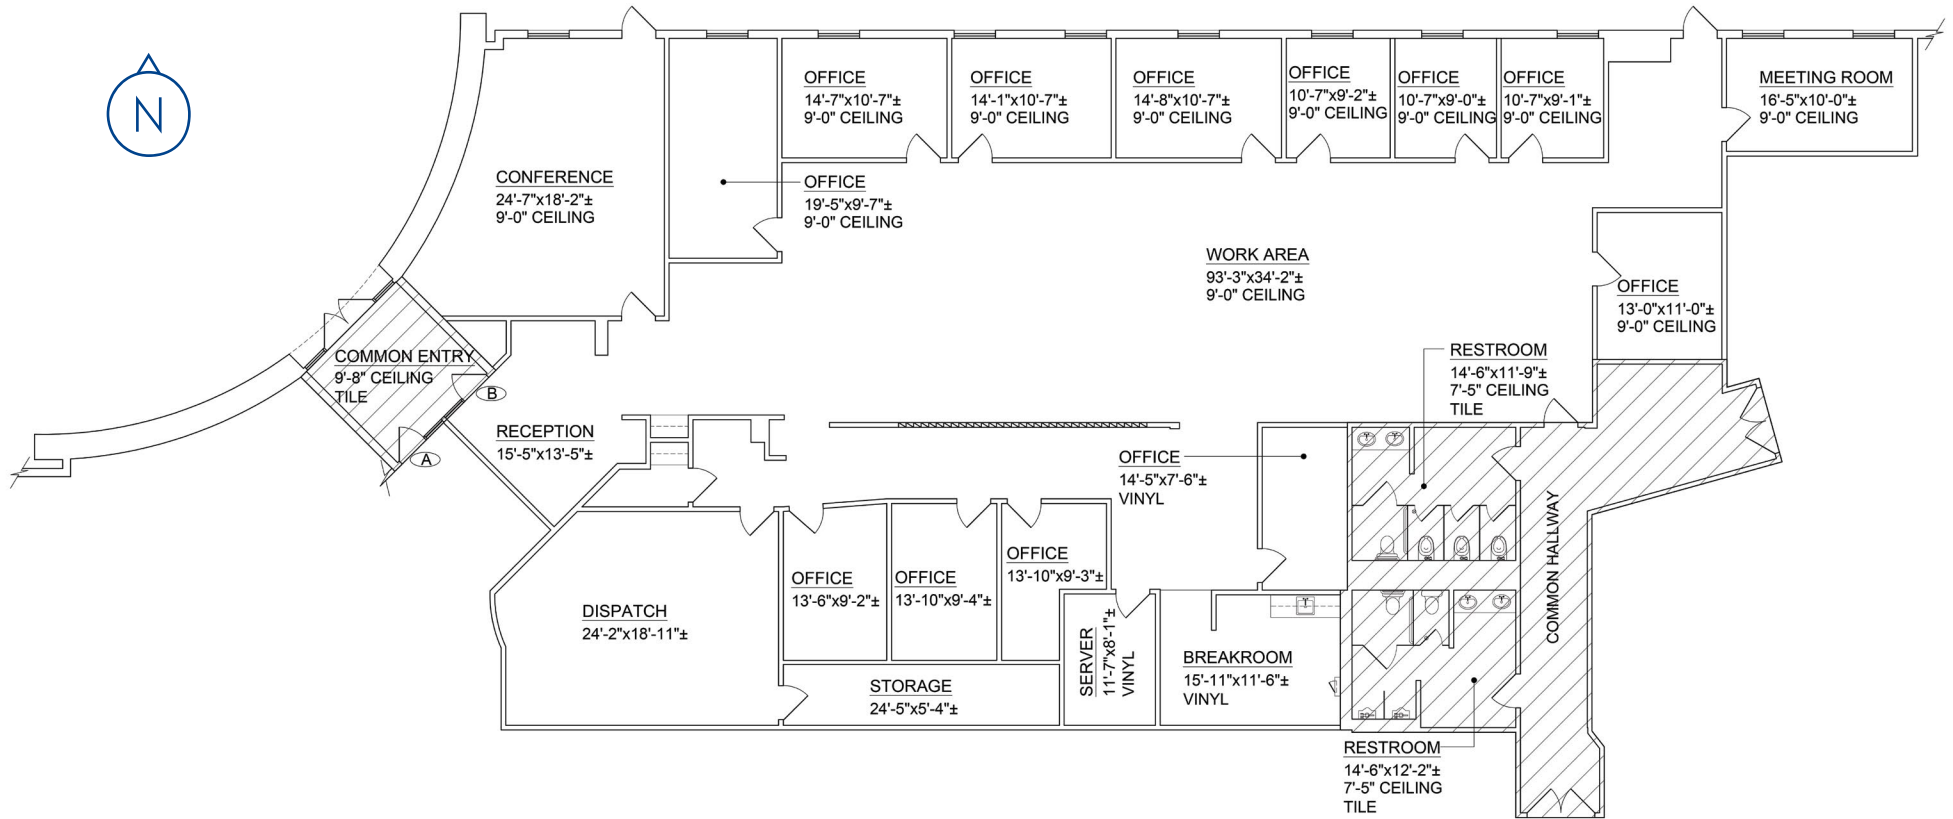 N
OFFICE
14'-7"x10'-7"±
9'-0" CEILING
OFFICE
14'-1"x10'-7"±
9'-0" CEILING
OFFICE
14'-8"x10'-7"±
9'-0" CEILING
OFFICE
10'-7"x9'-2"±
9'-0" CEILING
OFFICE
10'-7"x9'-0"±
9'-0" CEILING
OFFICE
10'-7"x9'-1"±
9'-0" CEILING
MEETING ROOM
16'-5"x10'-0"±
9'-0" CEILING
CONFERENCE
24'-7"x18'-2"±
9'-0" CEILING
OFFICE
19'-5"x9'-7"±
9'-0" CEILING
WORK AREA
93'-3"x34'-2"±
9'-0" CEILING
OFFICE
13'-0"x11'-0"±
9'-0" CEILING
COMMON ENTRY
9'-8" CEILING
TILE
B
A
RESTROOM
14'-6"x11'-9"±
7'-5" CEILING
TILE
RECEPTION
15'-5"x13'-5"±
OFFICE
14'-5"x7'-6"±
VINYL
COMMON HALLWAY
OFFICE
13'-6"x9'-2"±
OFFICE
13'-10"x9'-4"±
OFFICE
13'-10"x9'-3"±
DISPATCH
24'-2"x18'-11"±
SERVER
11'-7"x8'-1"±
VINYL
BREAKROOM
15'-11"x11'-6"±
VINYL
STORAGE
24'-5"x5'-4"±
RESTROOM
14'-6"x12'-2"±
7'-5" CEILING
TILE